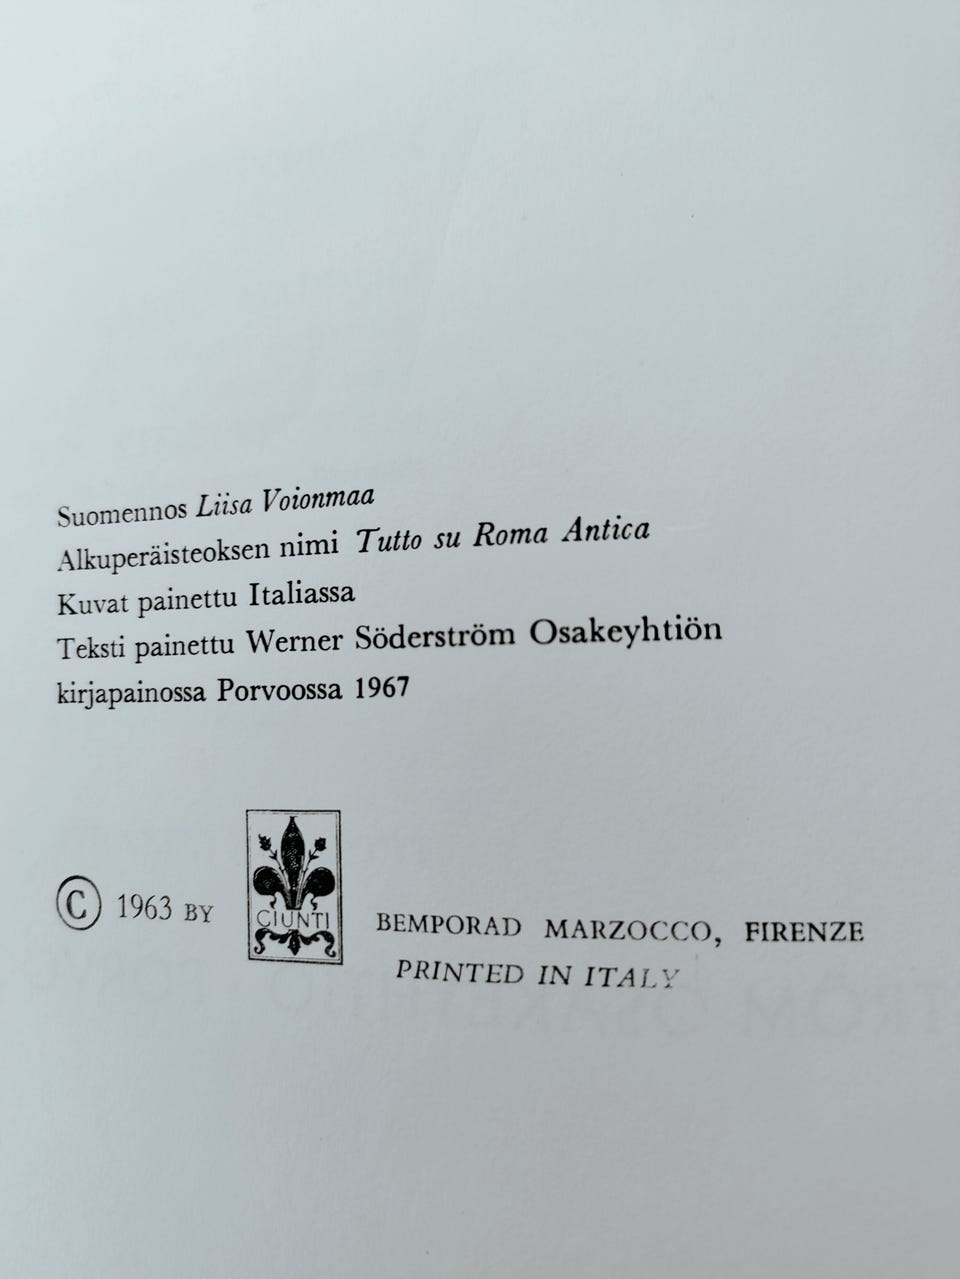 Suomennos Liisa Voionmaa
Alkuperäisteoksen nimi Tutto su Roma Antica
Kuvat painettu Italiassa
Teksti painettu Werner Söderström Osakeyhtiön
kirjapainossa Porvoossa 1967
© 1963 BY GIUNTI BEMPORAD MARZOCCO, FIRENZE
PRINTED IN ITALY